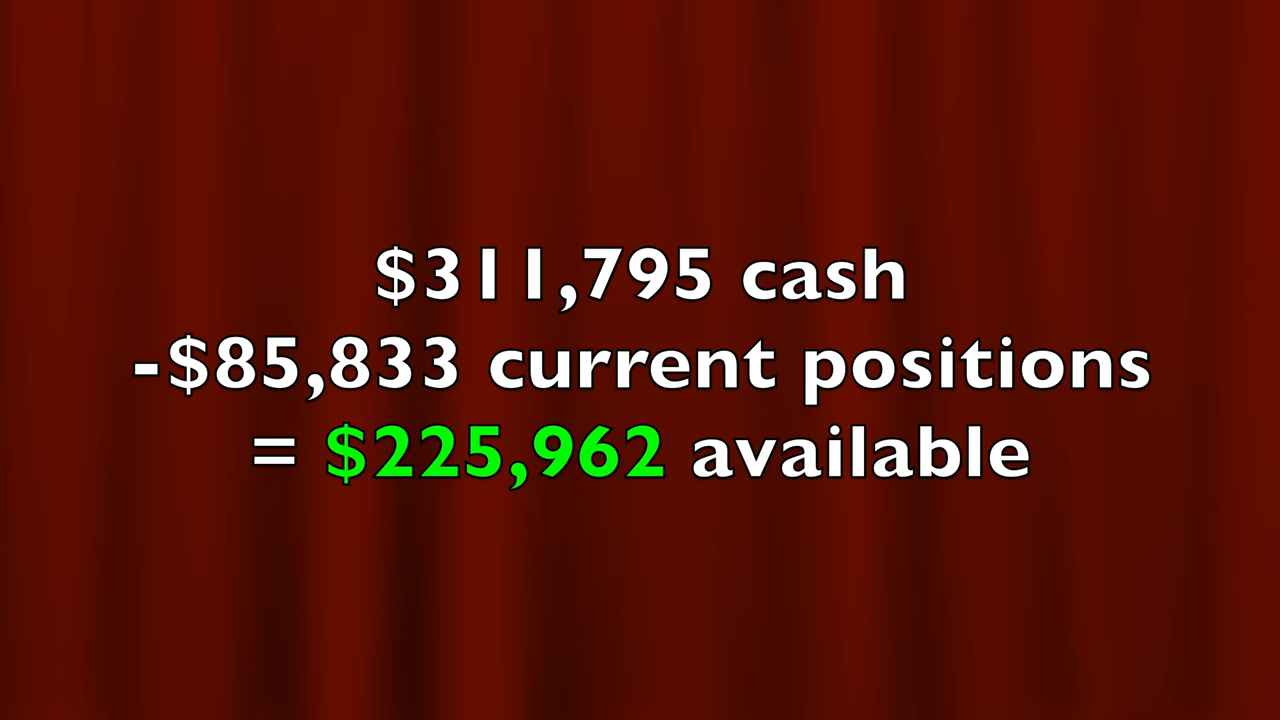 $311,795 cash
-$85,833 current positions
= $225,962 available